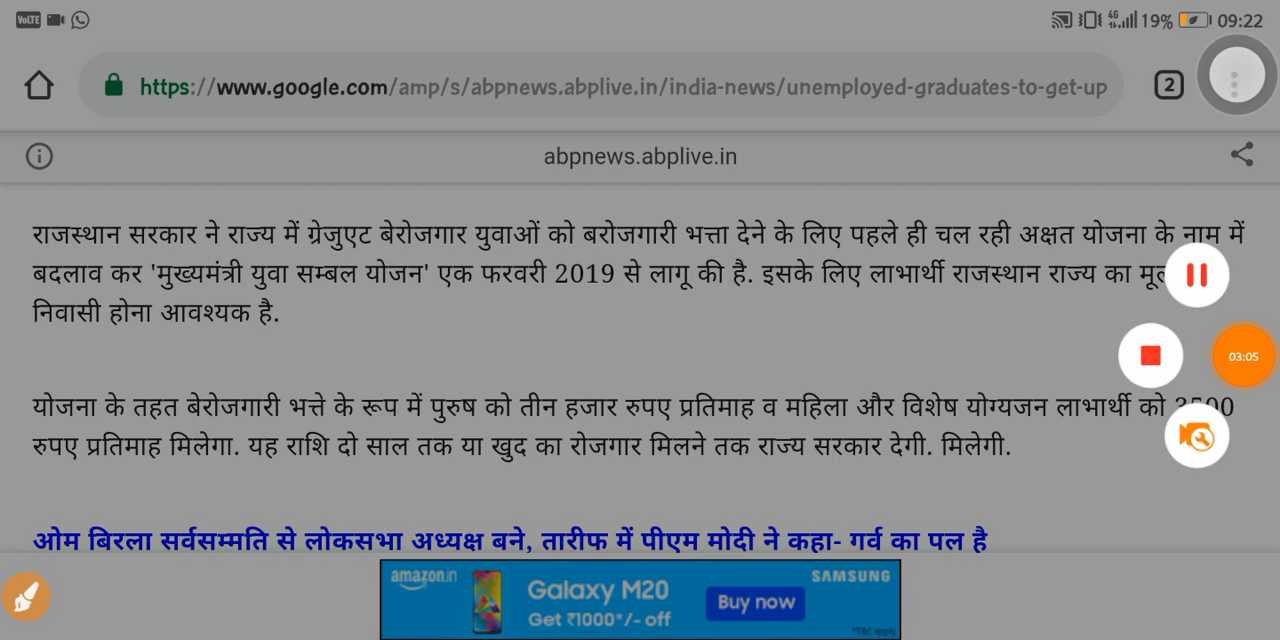 VoLTE 4G 19% 09:22
https://www.google.com/amp/s/abpnews.abplive.in/india-news/unemployed-graduates-to-get-up 2
abpnews.abplive.in
राजस्थान सरकार ने राज्य में ग्रेजुएट बेरोजगार युवाओं को बरोजगारी भत्ता देने के लिए पहले ही चल रही अक्षत योजना के नाम में
बदलाव कर 'मुख्यमंत्री युवा सम्बल योजन' एक फरवरी 2019 से लागू की है. इसके लिए लाभार्थी राजस्थान राज्य का
निवासी होना आवश्यक है.
योजना के तहत बेरोजगारी भत्ते के रूप में पुरुष को तीन हजार रुपए प्रतिमाह व महिला और विशेष योग्यजन लाभार्थी को 3500
रुपए प्रतिमाह मिलेगा. यह राशि दो साल तक या खुद का रोजगार मिलने तक राज्य सरकार देगी. मिलेगी.
03:05
ओम बिरला सर्वसम्मति से लोकसभा अध्यक्ष बने, तारीफ में पीएम मोदी ने कहा- गर्व का पल है
amazon.in
Galaxy M20
Get ₹1000*/- off
Buy now
SAMSUNG
*T&C apply